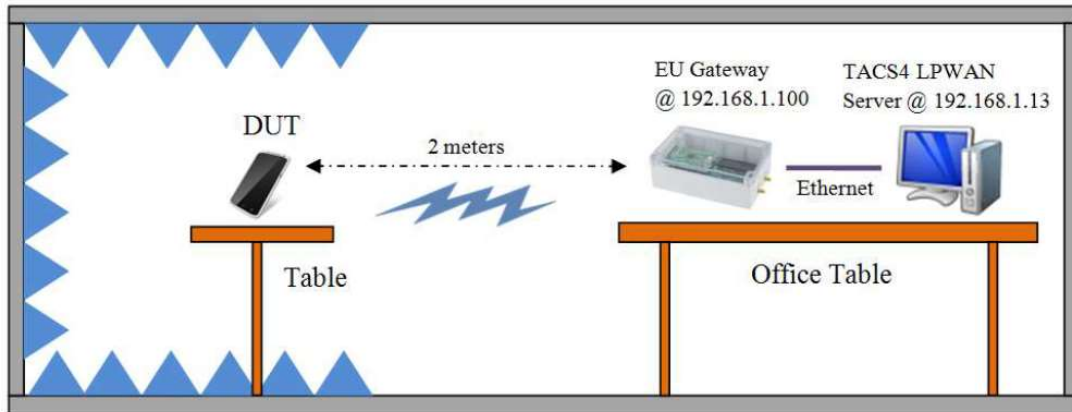 EU Gateway
@ 192.168.1.100
TACS4 LPWAN
Server @ 192.168.1.13
DUT
2 meters
Ethernet
Table
Office Table